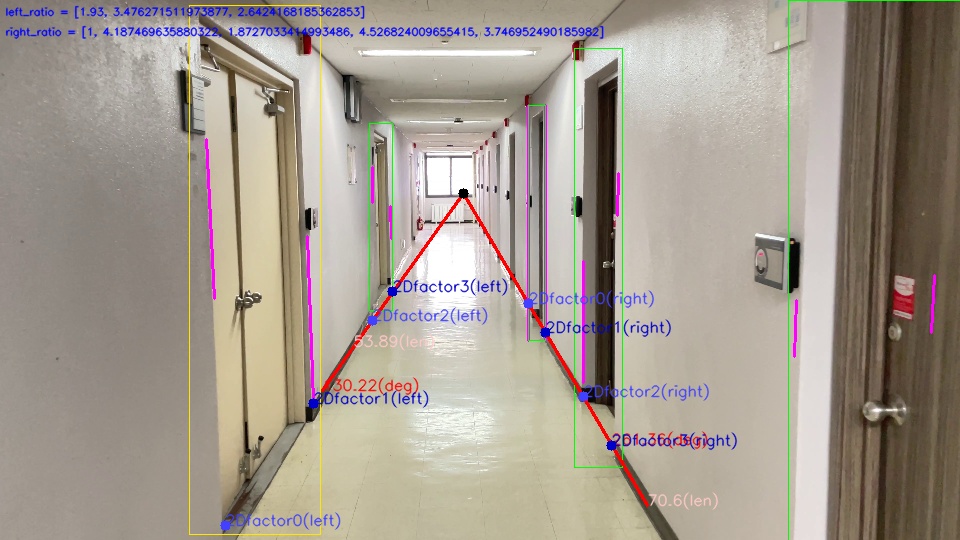 left_ratio = [1.93, 3.476271511973877, 2.6424168185362853]
right_ratio = [1, 4.187469635880322, 1.8727033414993486, 4.526824009655415, 3.746952490185982]
2Dfactor3(left)
2Dfactor0(right)
2Dfactor2(left)
2Dfactor1(right)
53.89(len)
30.22(deg)
2Dfactor1(left)
2Dfactor2(right)
2Dfactor3(right)
70.6(len)
2Dfactor0(left)